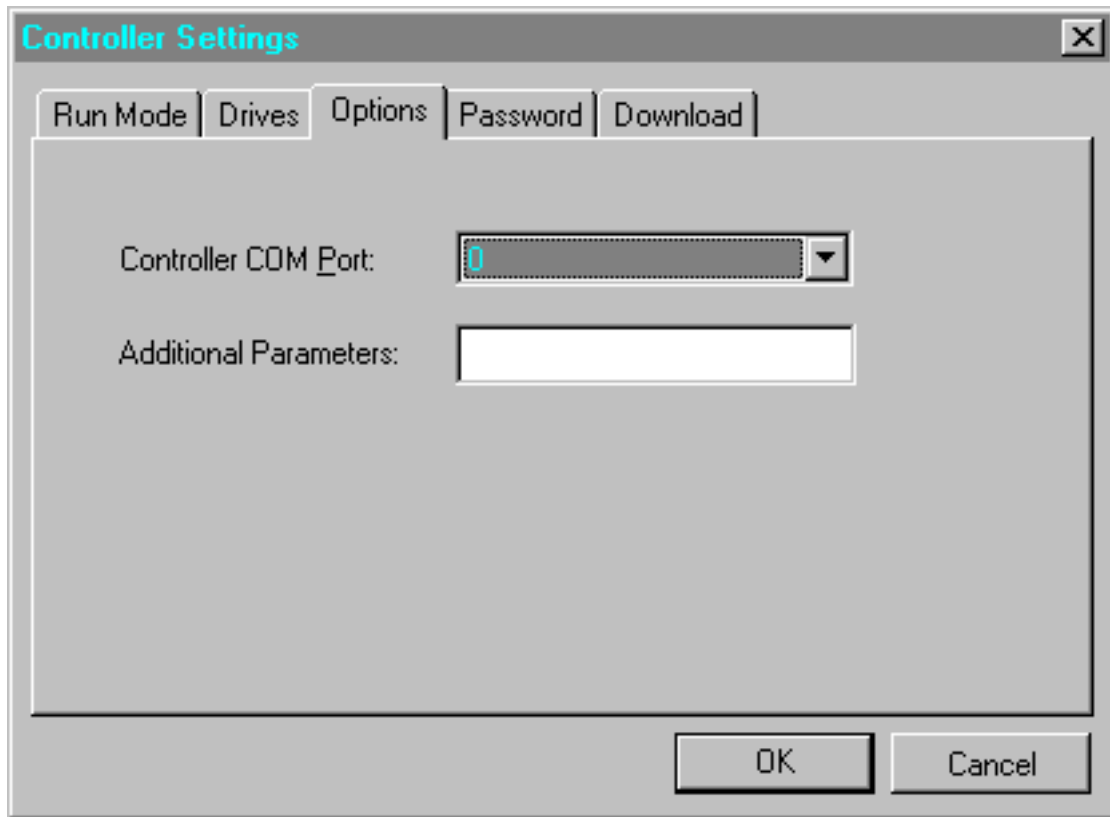 Controller Settings
Run Mode Drives Options Password Download
Controller COM Port: 0
Additional Parameters:
OK Cancel